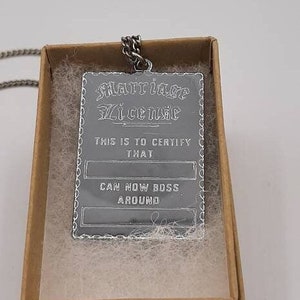 Marriage
License
THIS IS TO CERTIFY
THAT
CAN NOW BOSS
AROUND